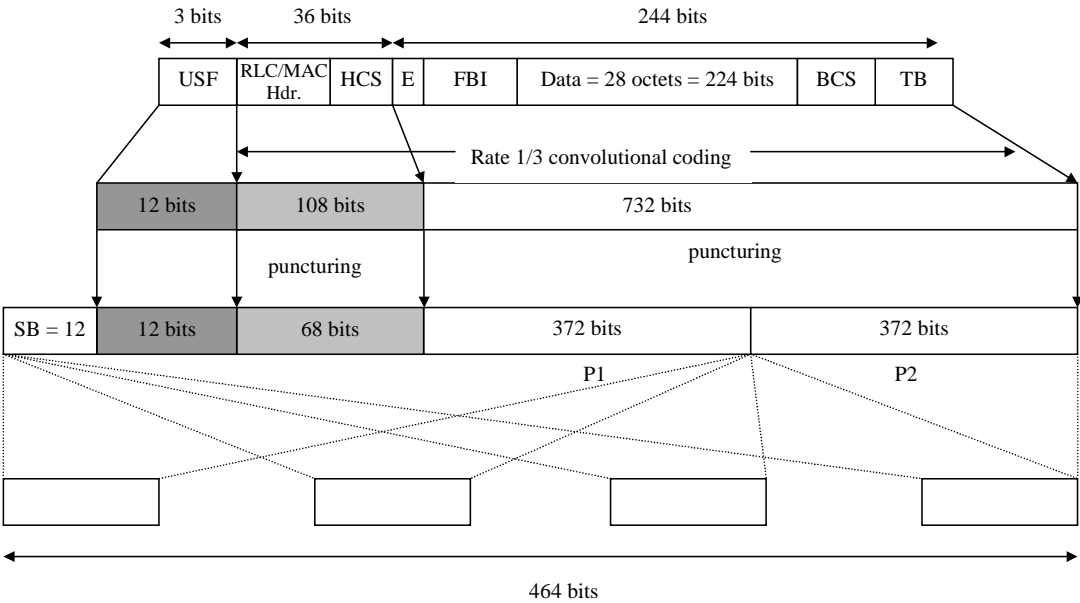 3 bits 36 bits 244 bits
USF RLC/MAC Hdr. HCS E FBI Data = 28 octets = 224 bits BCS TB
Rate 1/3 convolutional coding
12 bits 108 bits 732 bits
puncturing puncturing
SB = 12 12 bits 68 bits 372 bits 372 bits
P1 P2
464 bits